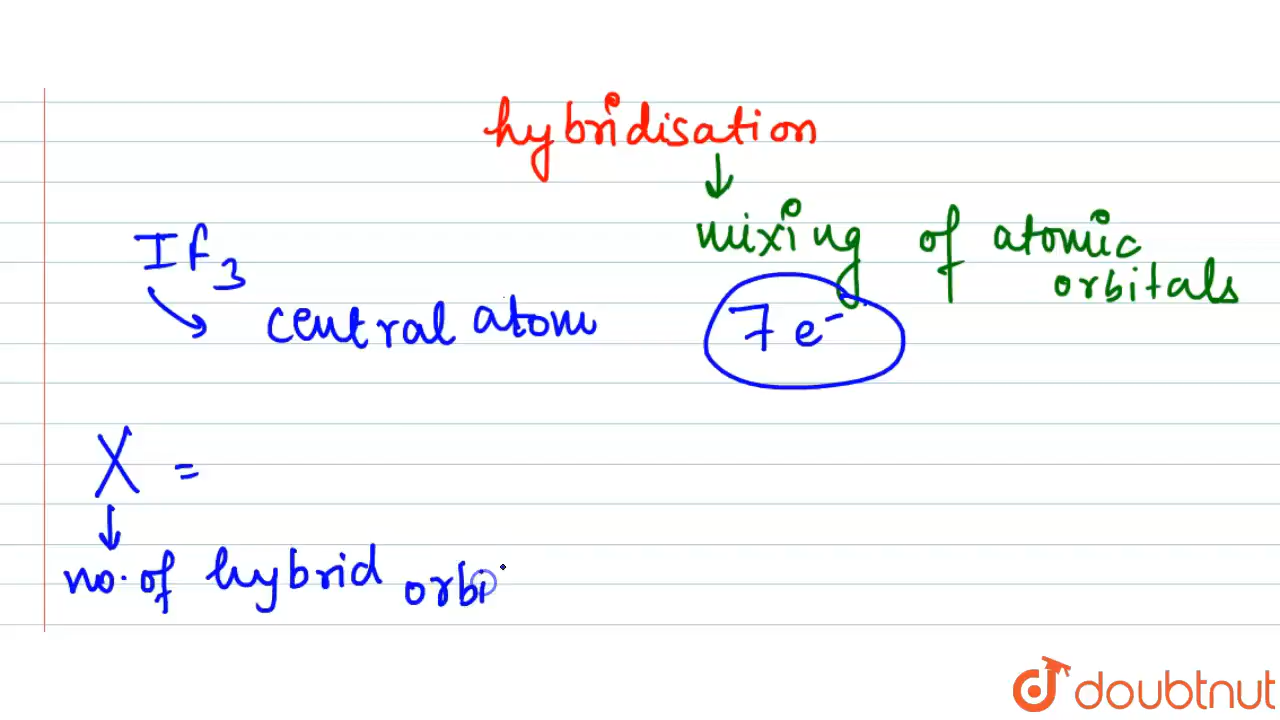 hybridisation
↓
mixing of atomic
orbitals
If3
central atom
7 e⁻
X =
↓
no. of hybrid orbi
doubtnut